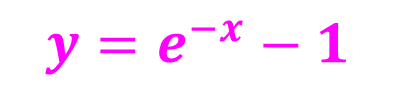 y = e⁻ˣ − 1